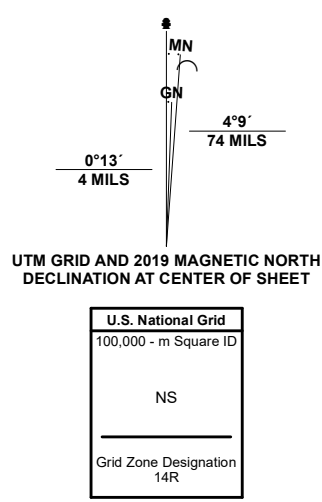 MN
GN
4°9´
74 MILS
0°13´
4 MILS
UTM GRID AND 2019 MAGNETIC NORTH
DECLINATION AT CENTER OF SHEET
U.S. National Grid
100,000 - m Square ID
NS
Grid Zone Designation
14R